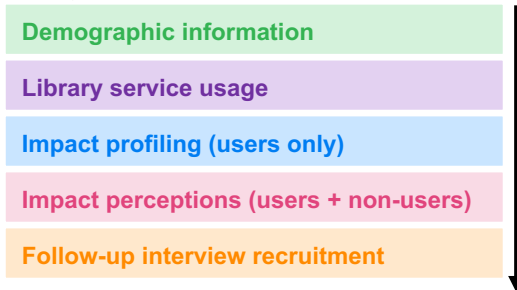 Demographic information
Library service usage
Impact profiling (users only)
Impact perceptions (users + non-users)
Follow-up interview recruitment